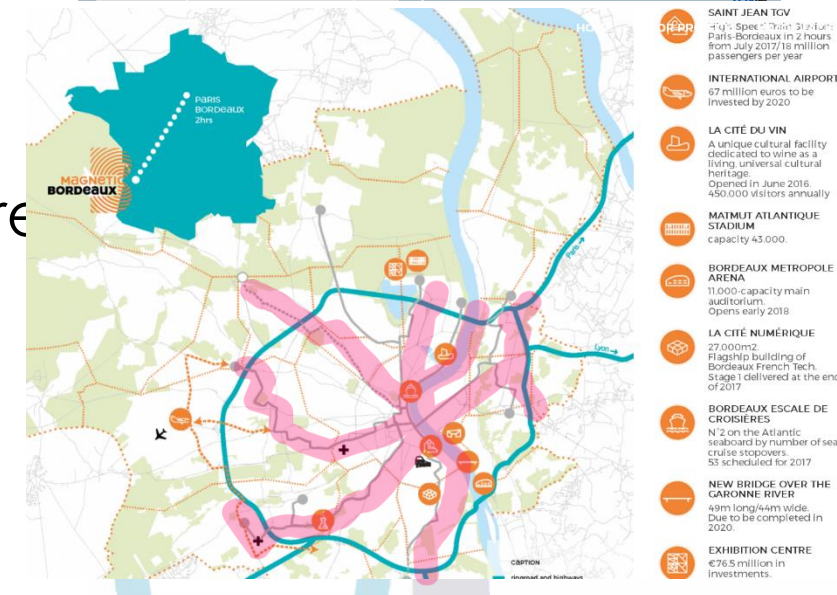 re
PARIS
BORDEAUX
2hrs
MAGNETIC
BORDEAUX
Paris
Lyon
CAPTION
ringroad and highways
SAINT JEAN TGV
High Speed Train Station
Paris-Bordeaux in 2 hours
from July 2017/18 million
passengers per year
INTERNATIONAL AIRPORT
67 million euros to be
invested by 2020
LA CITÉ DU VIN
A unique cultural facility
dedicated to wine as a
living, universal cultural
heritage.
Opened in June 2016.
450.000 visitors annually
MATMUT ATLANTIQUE
STADIUM
capacity 43.000.
BORDEAUX METROPOLE
ARENA
11.000-capacity main
auditorium.
Opens early 2018
LA CITÉ NUMÉRIQUE
27.000m2.
Flagship building of
Bordeaux French Tech.
Stage 1 delivered at the end
of 2017
BORDEAUX ESCALE DE
CROISIÈRES
N°2 on the Atlantic
seaboard by number of sea
cruise stopovers.
53 scheduled for 2017
NEW BRIDGE OVER THE
GARONNE RIVER
49m long/44m wide.
Due to be completed in
2020.
EXHIBITION CENTRE
€76.5 million in
investments.